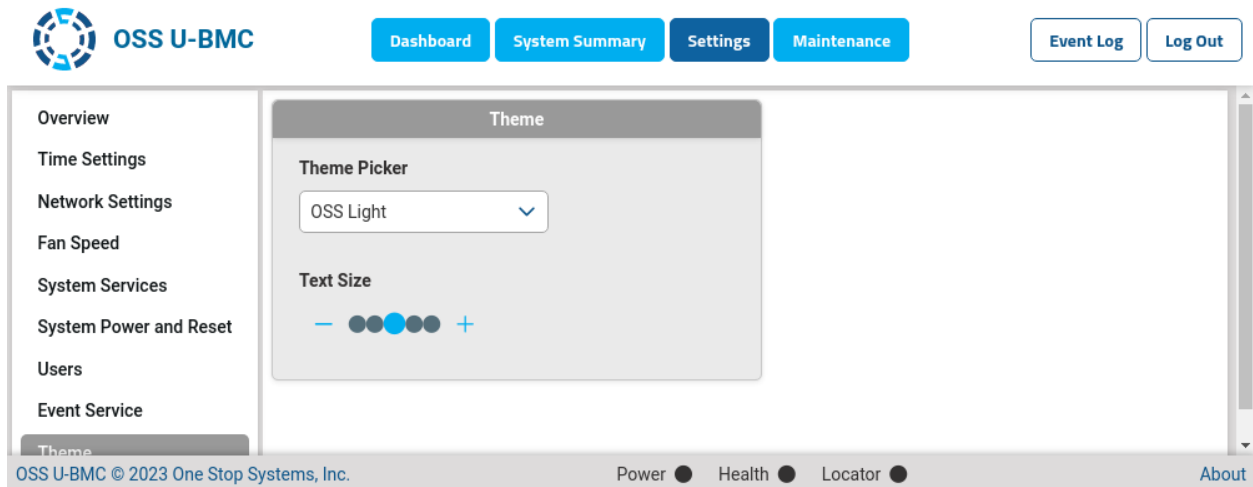 OSS U-BMC
Dashboard System Summary Settings Maintenance Event Log Log Out
Overview
Time Settings
Network Settings
Fan Speed
System Services
System Power and Reset
Users
Event Service
Theme
Theme
Theme Picker
OSS Light
Text Size
OSS U-BMC © 2023 One Stop Systems, Inc. Power Health Locator About